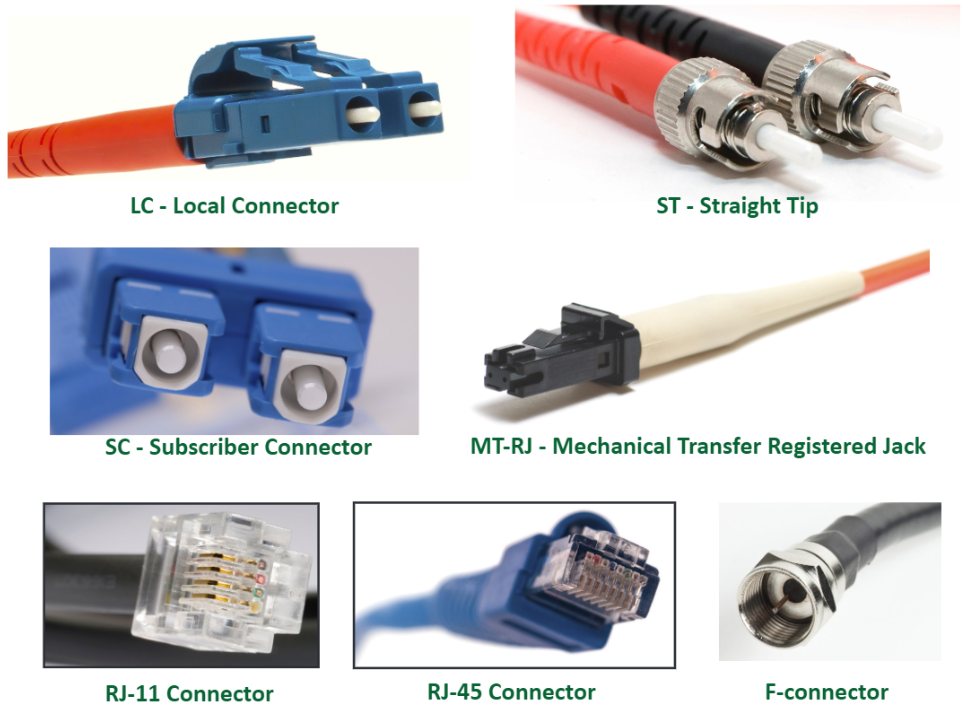 LC - Local Connector
ST - Straight Tip
SC - Subscriber Connector
MT-RJ - Mechanical Transfer Registered Jack
RJ-11 Connector
RJ-45 Connector
F-connector